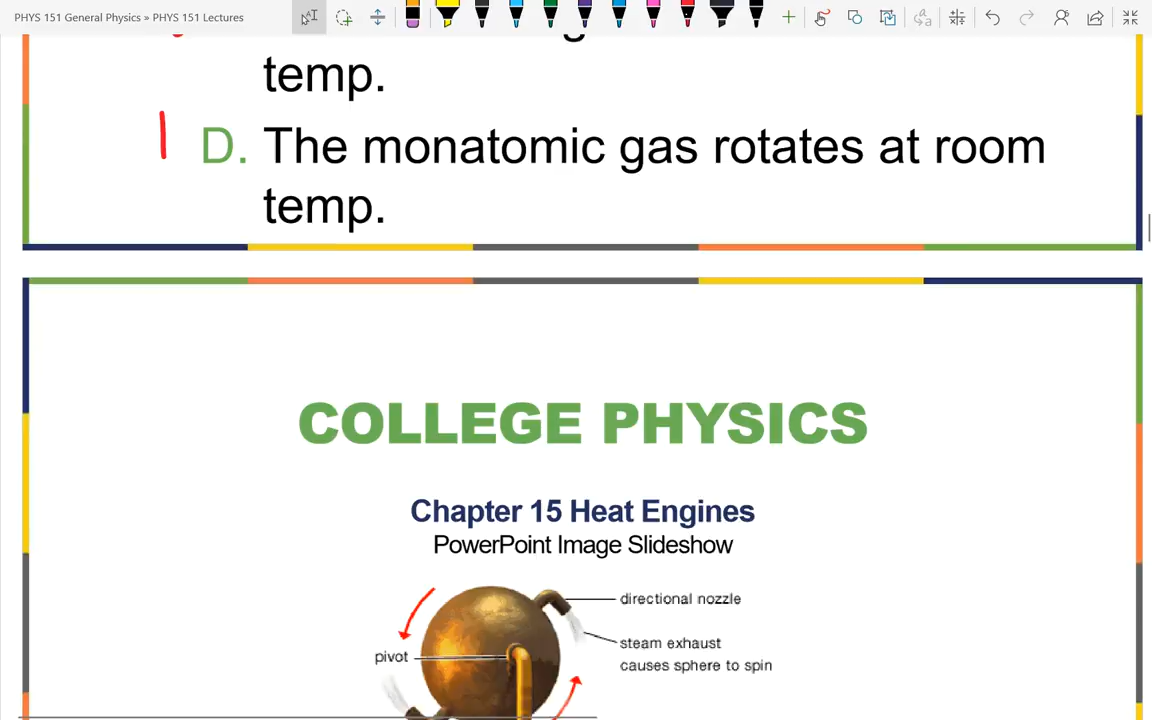 PHYS 151 General Physics » PHYS 151 Lectures
temp.
D. The monatomic gas rotates at room
temp.
COLLEGE PHYSICS
Chapter 15 Heat Engines
PowerPoint Image Slideshow
directional nozzle
steam exhaust
causes sphere to spin
pivot